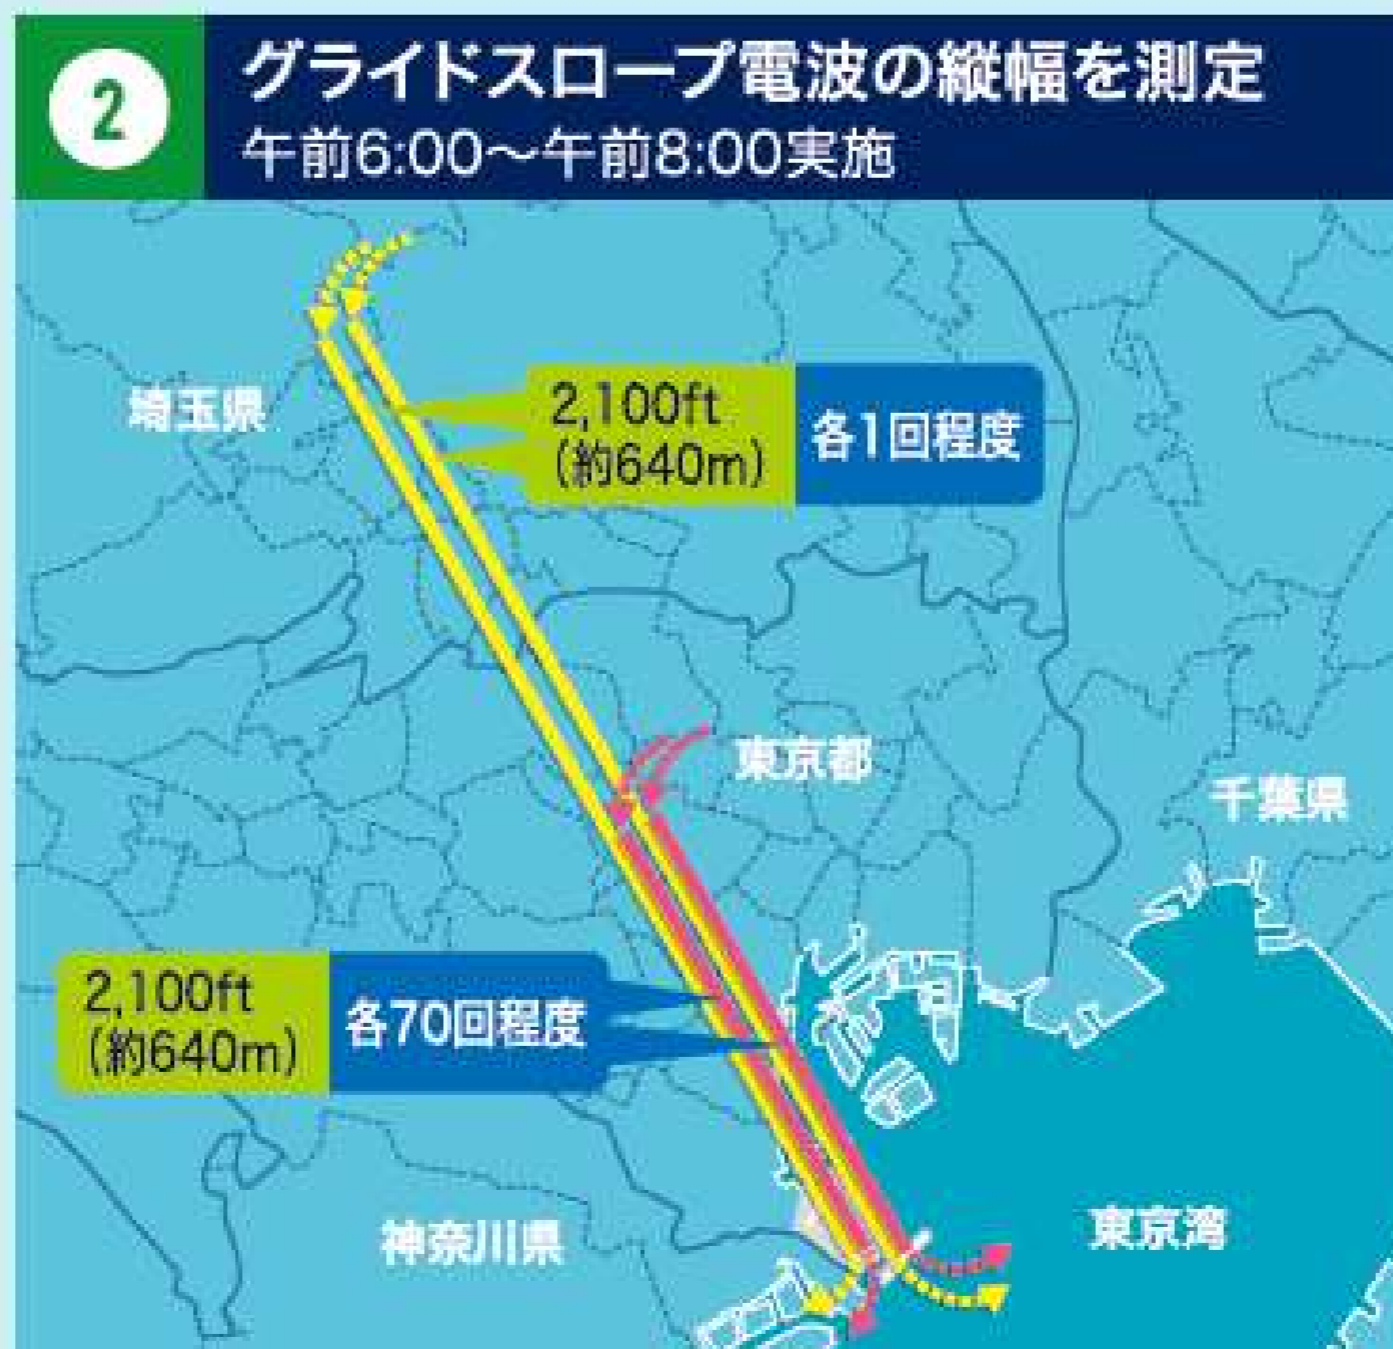 2
グライドスロープ電波の縦幅を測定
午前6:00～午前8:00実施
埼玉県
2,100ft
(約640m)
各1回程度
東京都
千葉県
2,100ft
(約640m)
各70回程度
神奈川県
東京湾